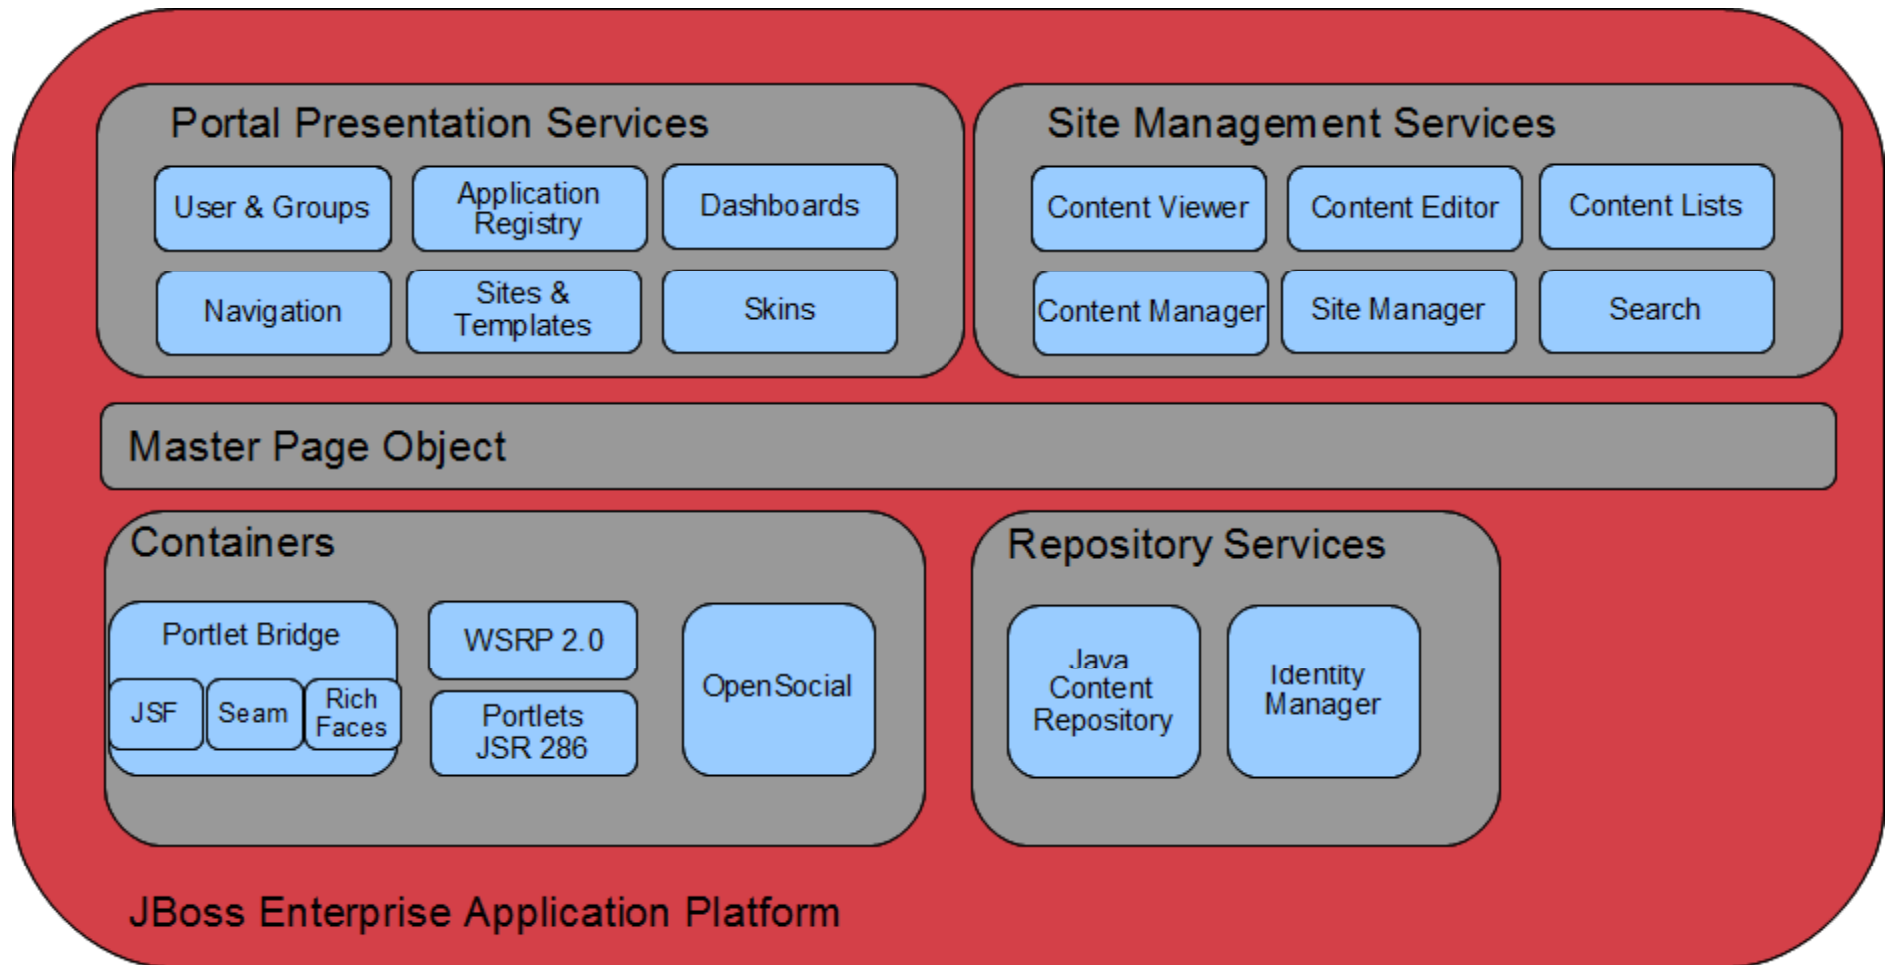 Portal Presentation Services
User & Groups
Application
Registry
Dashboards
Navigation
Sites &
Templates
Skins
Site Management Services
Content Viewer
Content Editor
Content Lists
Content Manager
Site Manager
Search
Master Page Object
Containers
Portlet Bridge
JSF
Seam
Rich
Faces
WSRP 2.0
Portlets
JSR 286
OpenSocial
Repository Services
Java
Content
Repository
Identity
Manager
JBoss Enterprise Application Platform